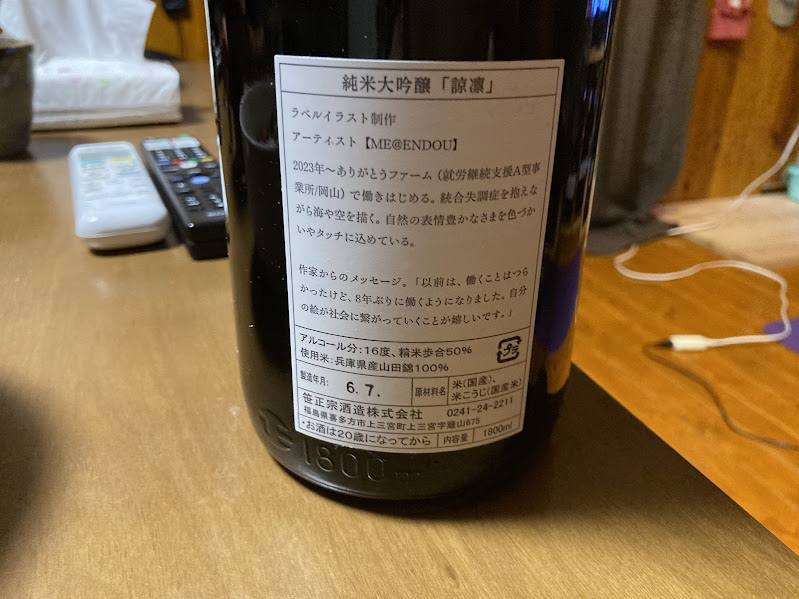 純米大吟醸「諒凛」
ラベルイラスト制作
アーティスト【ME@ENDOU】
2023年～ありがとうファーム（就労継続支援A型事
業所/岡山）で働きはじめる。統合失調症を抱えな
がら海や空を描く。自然の表情豊かなさまを色づか
いやタッチに込めている。
作家からのメッセージ。「以前は、働くことはつら
かったけど、8年ぶりに働くようになりました。自分
の絵が社会に繋がっていくことが嬉しいです。」
アルコール分：16度、精米歩合50%
使用米：兵庫県産山田錦100%
プラ
製造年月： 6.7.
原材料名 米（国産）、
米こうじ（国産米）
笹正宗酒造株式会社 0241-24-2211
福島県喜多方市上三宮町上三宮字籬山675
・お酒は20歳になってから 内容量 1800ml
1800